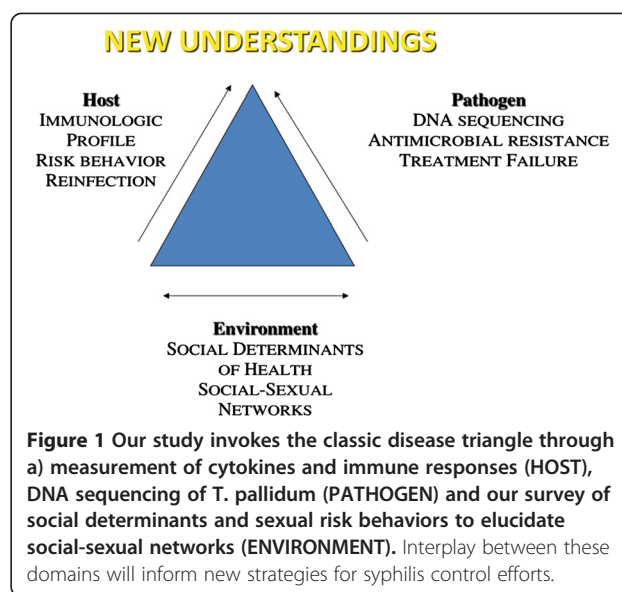 NEW UNDERSTANDINGS
Host
IMMUNOLOGIC
PROFILE
RISK BEHAVIOR
REINFECTION
Pathogen
DNA SEQUENCING
ANTIMICROBIAL RESISTANCE
TREATMENT FAILURE
Environment
SOCIAL DETERMINANTS
OF HEALTH
SOCIAL-SEXUAL
NETWORKS
Figure 1 Our study invokes the classic disease triangle through
a) measurement of cytokines and immune responses (HOST),
DNA sequencing of T. pallidum (PATHOGEN) and our survey of
social determinants and sexual risk behaviors to elucidate
social-sexual networks (ENVIRONMENT). Interplay between these
domains will inform new strategies for syphilis control efforts.